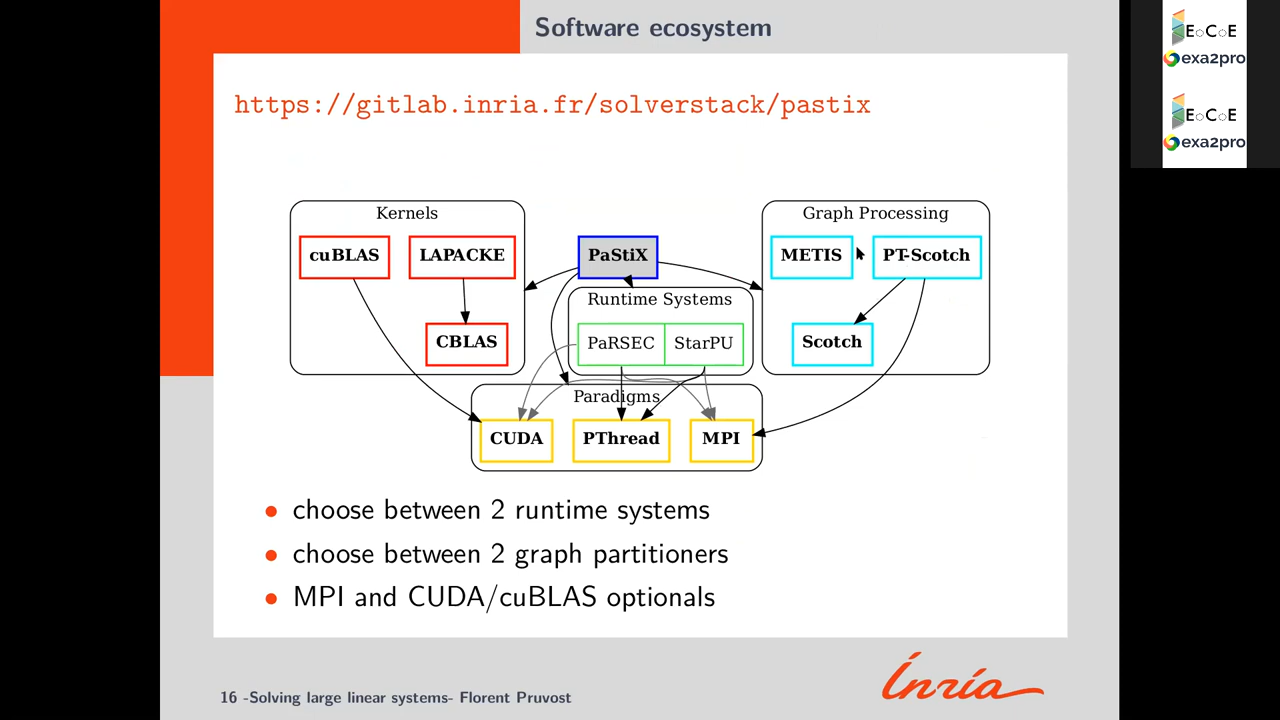 Software ecosystem
https://gitlab.inria.fr/solverstack/pastix
Kernels
cuBLAS
LAPACKE
CBLAS
PaStiX
Runtime Systems
PaRSEC
StarPU
Graph Processing
METIS
PT-Scotch
Scotch
Paradigms
CUDA
PThread
MPI
• choose between 2 runtime systems
• choose between 2 graph partitioners
• MPI and CUDA/cuBLAS optionals
16 -Solving large linear systems- Florent Pruvost
Inria
EoCoE
exa2pro
EoCoE
exa2pro